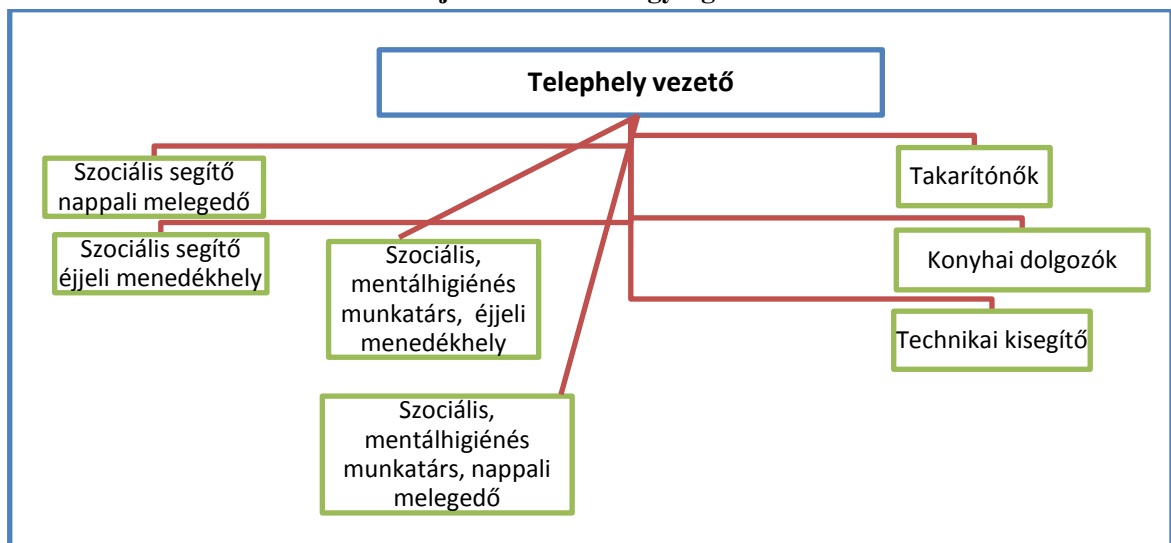 Telephely vezető
Szociális segítő
nappali melegedő
Szociális segítő
éjjeli menedékhely
Szociális,
mentálhigiénés
munkatárs, éjjeli
menedékhely
Szociális,
mentálhigiénés
munkatárs, nappali
melegedő
Takarítónők
Konyhai dolgozók
Technikai kisegítő